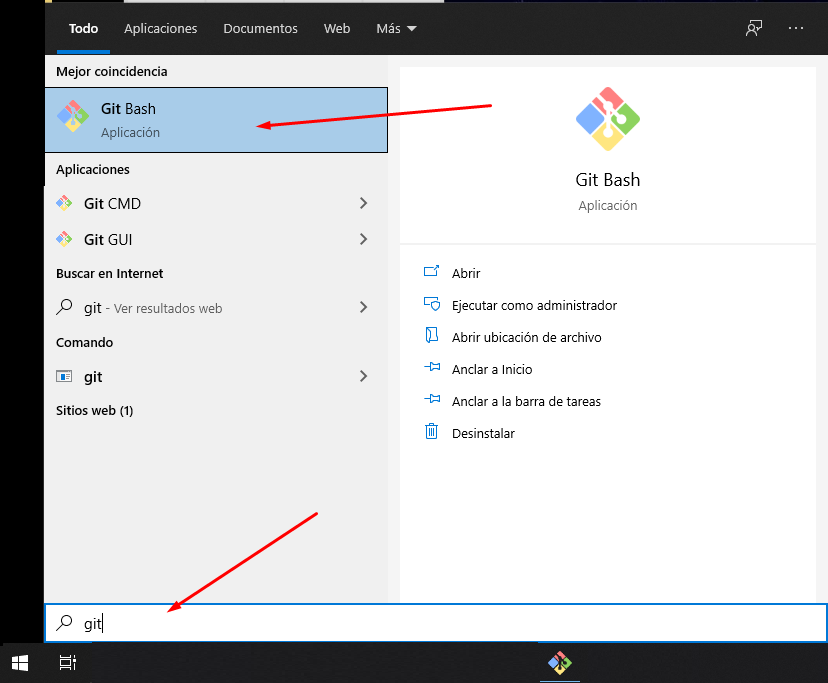 Todo Aplicaciones Documentos Web Más
Mejor coincidencia
Git Bash
Aplicación
Aplicaciones
Git CMD
Git GUI
Buscar en Internet
git - Ver resultados web
Comando
git
Sitios web (1)
Git Bash
Aplicación
Abrir
Ejecutar como administrador
Abrir ubicación de archivo
Anclar a Inicio
Anclar a la barra de tareas
Desinstalar
git